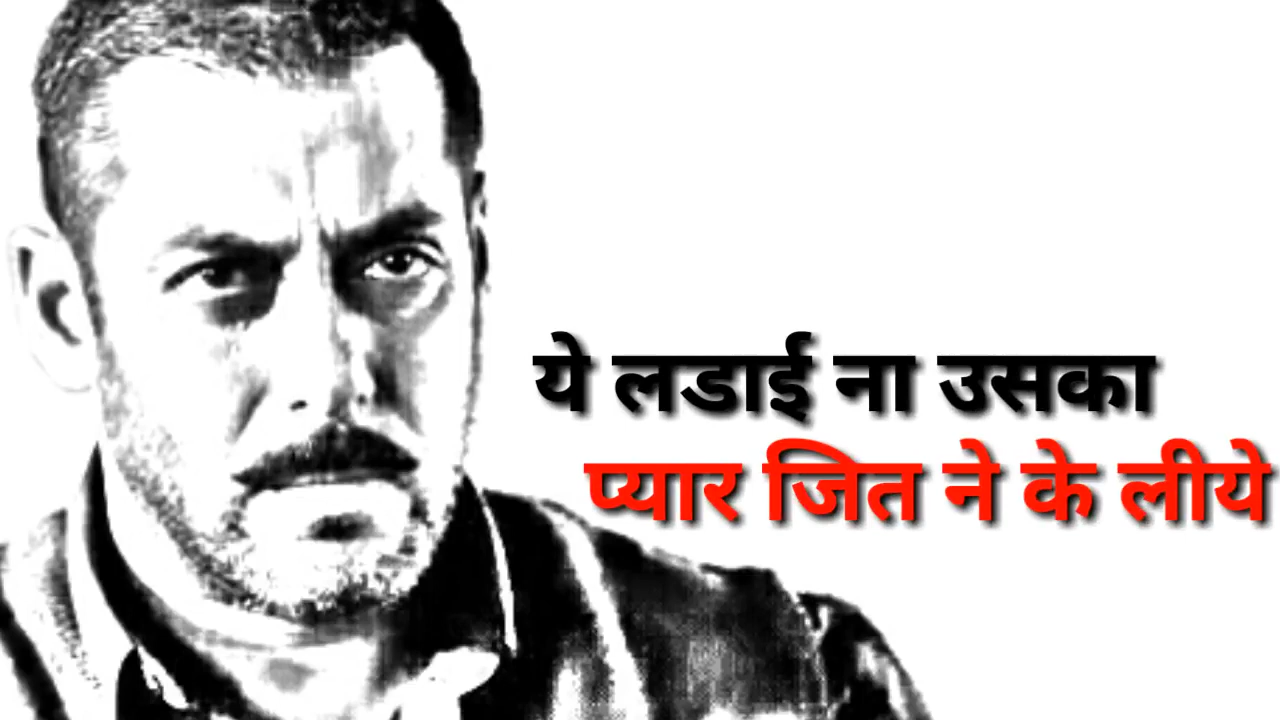 ये लडाई ना उसका
प्यार जित ने के लीये